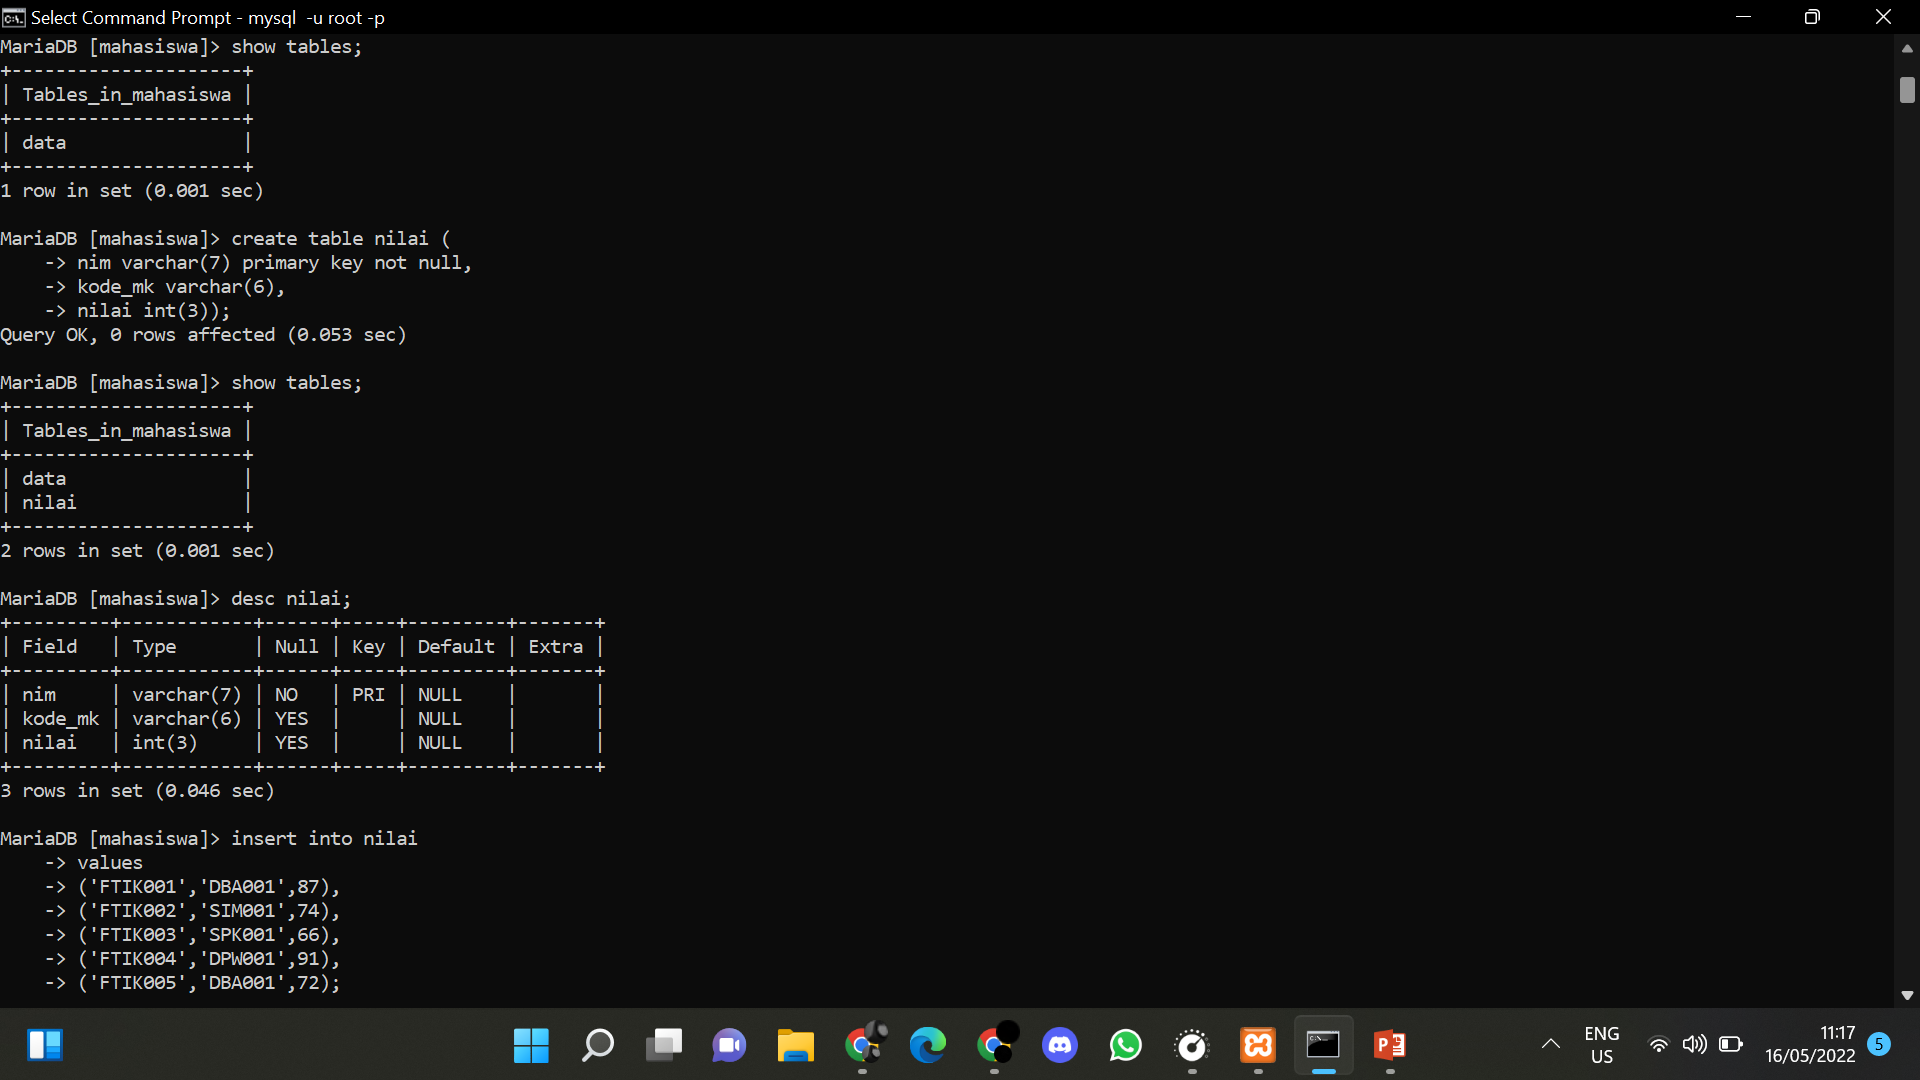 Select Command Prompt - mysql  -u root -p
MariaDB [mahasiswa]> show tables;
+---------------------+
| Tables_in_mahasiswa |
+---------------------+
| data                |
+---------------------+
1 row in set (0.001 sec)
MariaDB [mahasiswa]> create table nilai (
    -> nim varchar(7) primary key not null,
    -> kode_mk varchar(6),
    -> nilai int(3));
Query OK, 0 rows affected (0.053 sec)
MariaDB [mahasiswa]> show tables;
+---------------------+
| Tables_in_mahasiswa |
+---------------------+
| data                |
| nilai               |
+---------------------+
2 rows in set (0.001 sec)
MariaDB [mahasiswa]> desc nilai;
+---------+------------+------+-----+---------+-------+
| Field   | Type       | Null | Key | Default | Extra |
+---------+------------+------+-----+---------+-------+
| nim     | varchar(7) | NO   | PRI | NULL    |       |
| kode_mk | varchar(6) | YES  |     | NULL    |       |
| nilai   | int(3)     | YES  |     | NULL    |       |
+---------+------------+------+-----+---------+-------+
3 rows in set (0.046 sec)
MariaDB [mahasiswa]> insert into nilai
    -> values
    -> ('FTIK001','DBA001',87),
    -> ('FTIK002','SIM001',74),
    -> ('FTIK003','SPK001',66),
    -> ('FTIK004','DPW001',91),
    -> ('FTIK005','DBA001',72);
ENG
US
11:17
16/05/2022
5